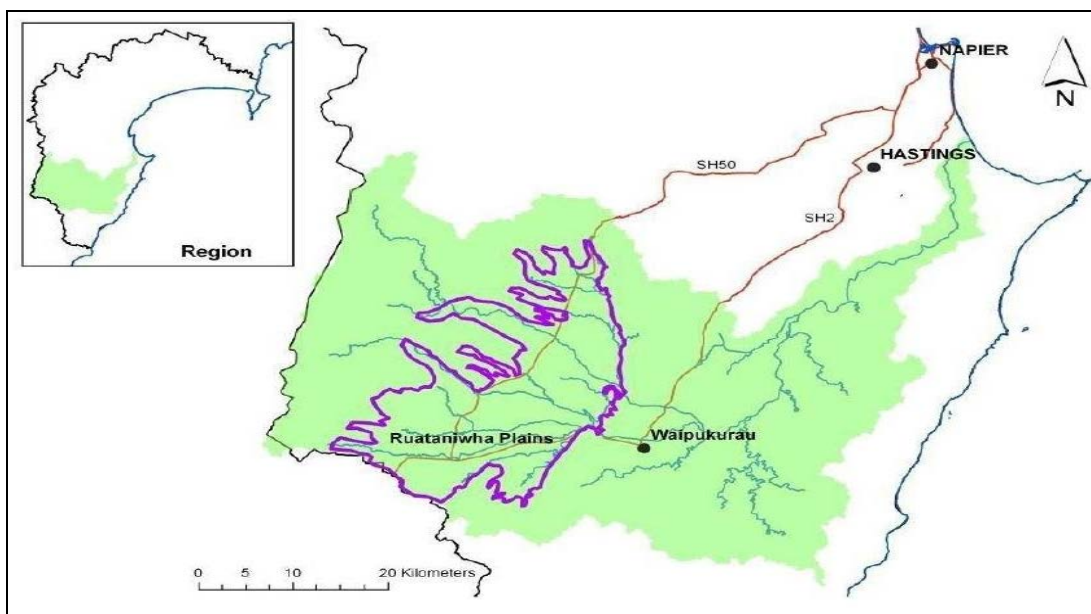 NAPIER
N
HASTINGS
SH50
SH2
Region
Ruataniwha Plains
Waipukurau
0 5 10 20 Kilometers